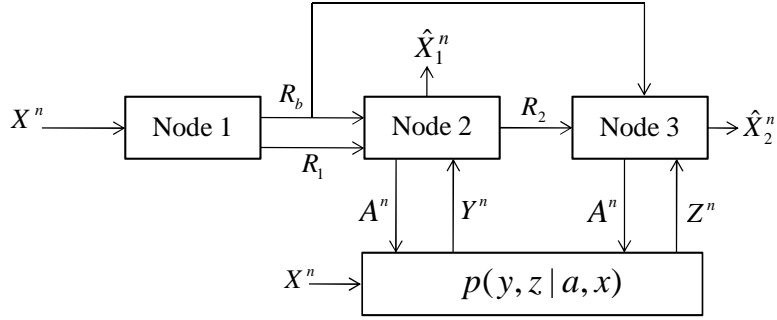 X̂₁ⁿ
Xⁿ
Node 1
R_b
R₁
Node 2
R₂
Node 3
X̂₂ⁿ
Aⁿ
Yⁿ
Aⁿ
Zⁿ
Xⁿ
p(y, z | a, x)